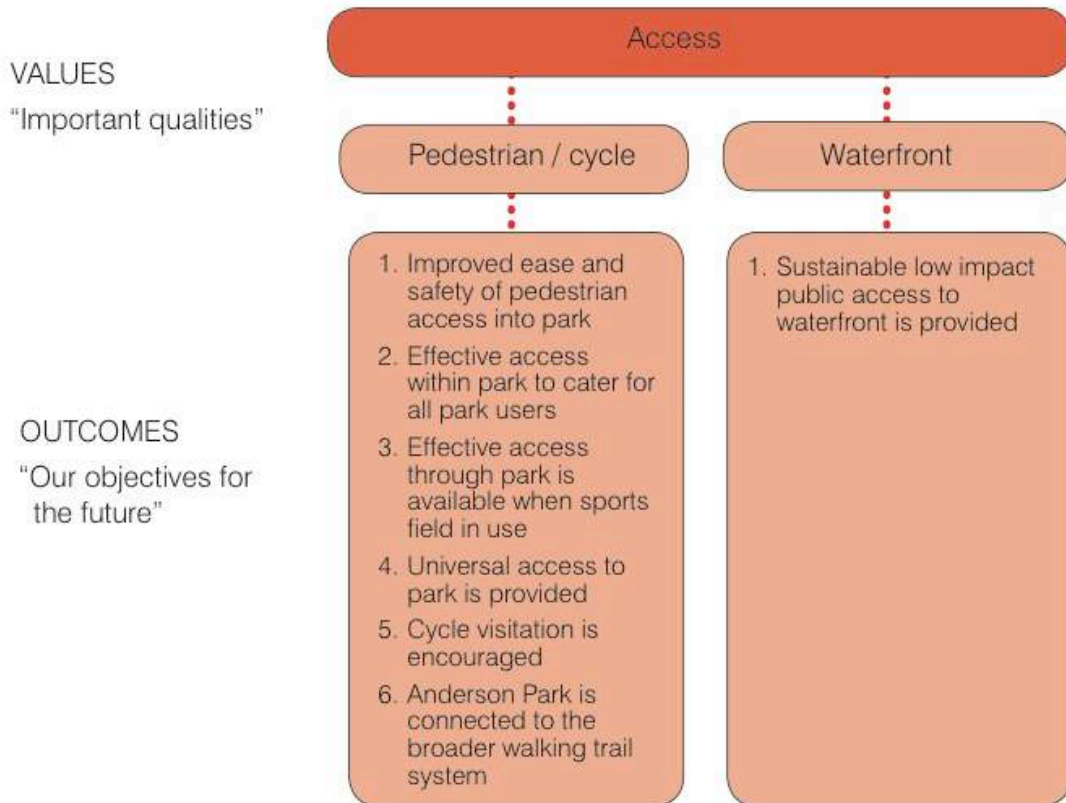 Access
VALUES
“Important qualities”
Pedestrian / cycle
Waterfront
1. Improved ease and
safety of pedestrian
access into park
2. Effective access
within park to cater for
all park users
3. Effective access
through park is
available when sports
field in use
4. Universal access to
park is provided
5. Cycle visitation is
encouraged
6. Anderson Park is
connected to the
broader walking trail
system
1. Sustainable low impact
public access to
waterfront is provided
OUTCOMES
“Our objectives for
the future”